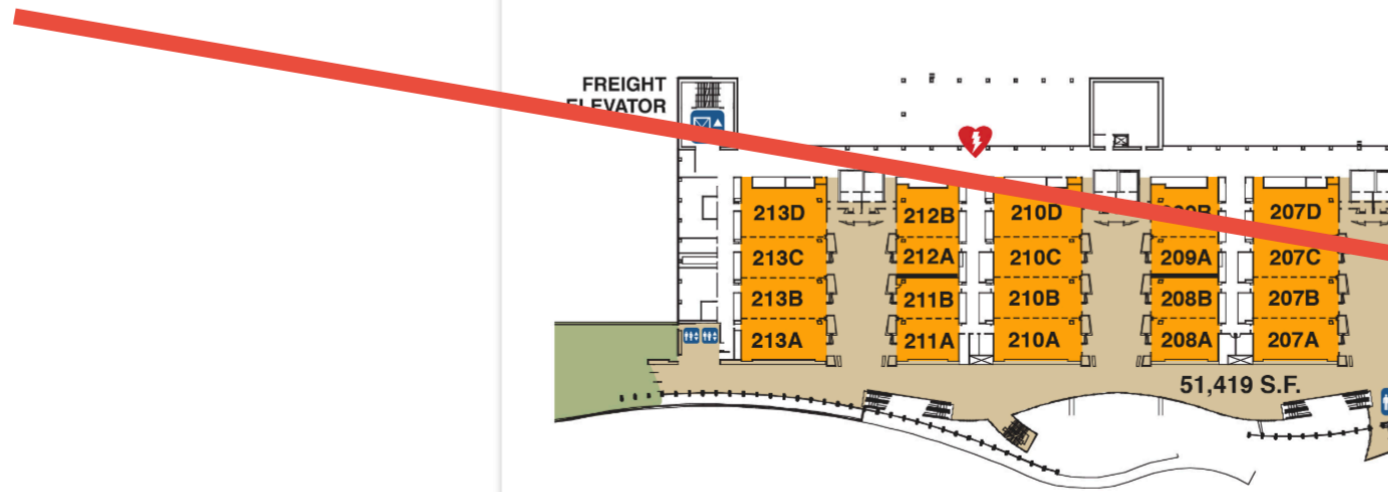 FREIGHT
ELEVATOR
213D 212B 210D 207D
213C 212A 210C 209A 207C
213B 211B 210B 208B 207B
213A 211A 210A 208A 207A
51,419 S.F.